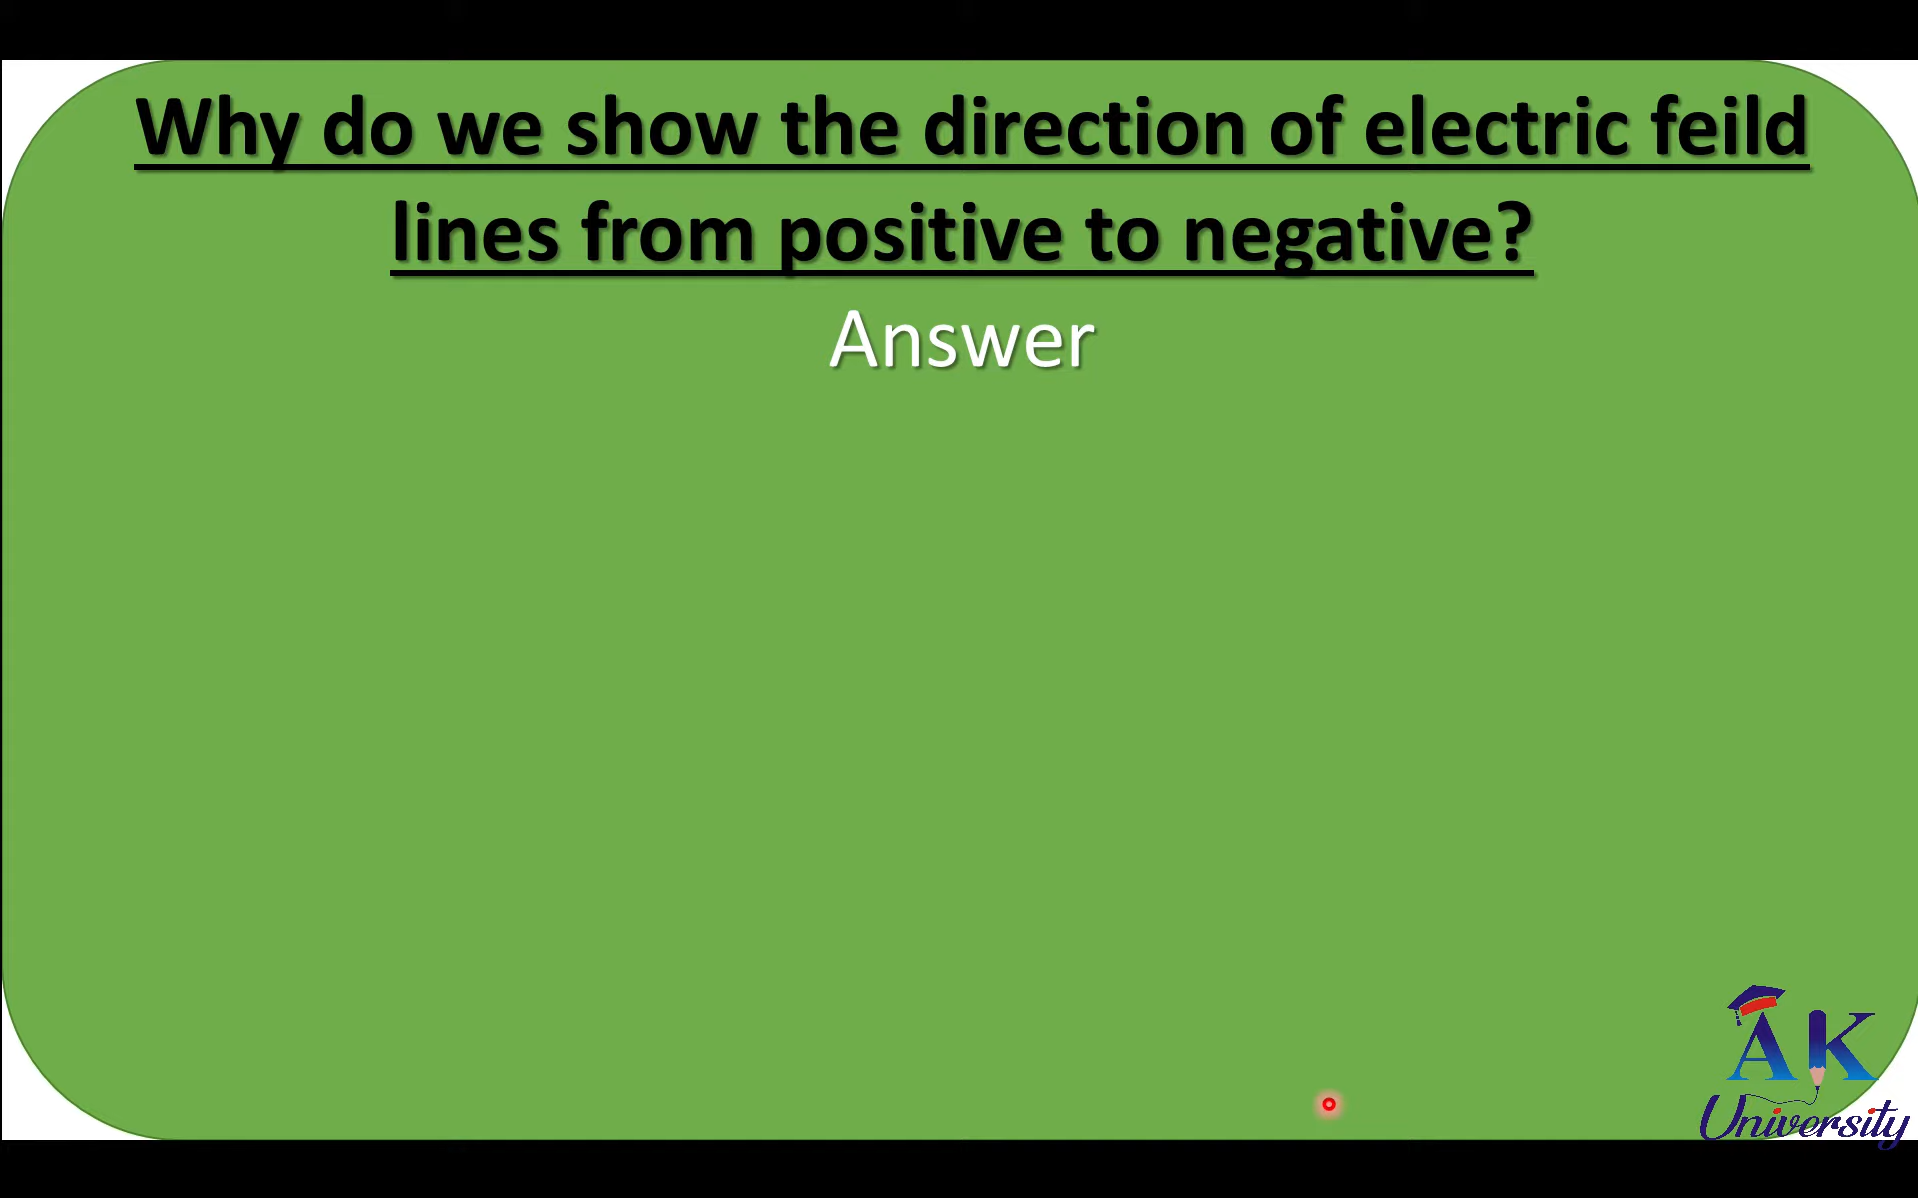 Why do we show the direction of electric feild
lines from positive to negative?
Answer
AK
University